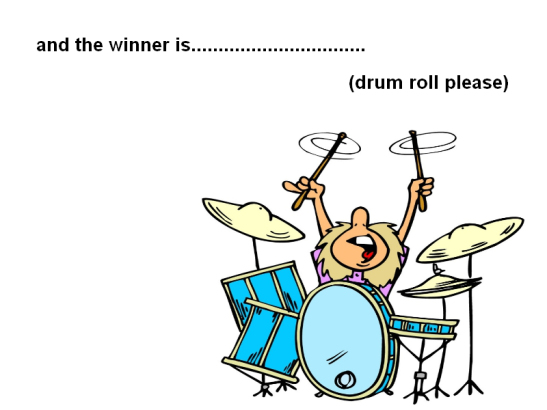 and the winner is................................
(drum roll please)